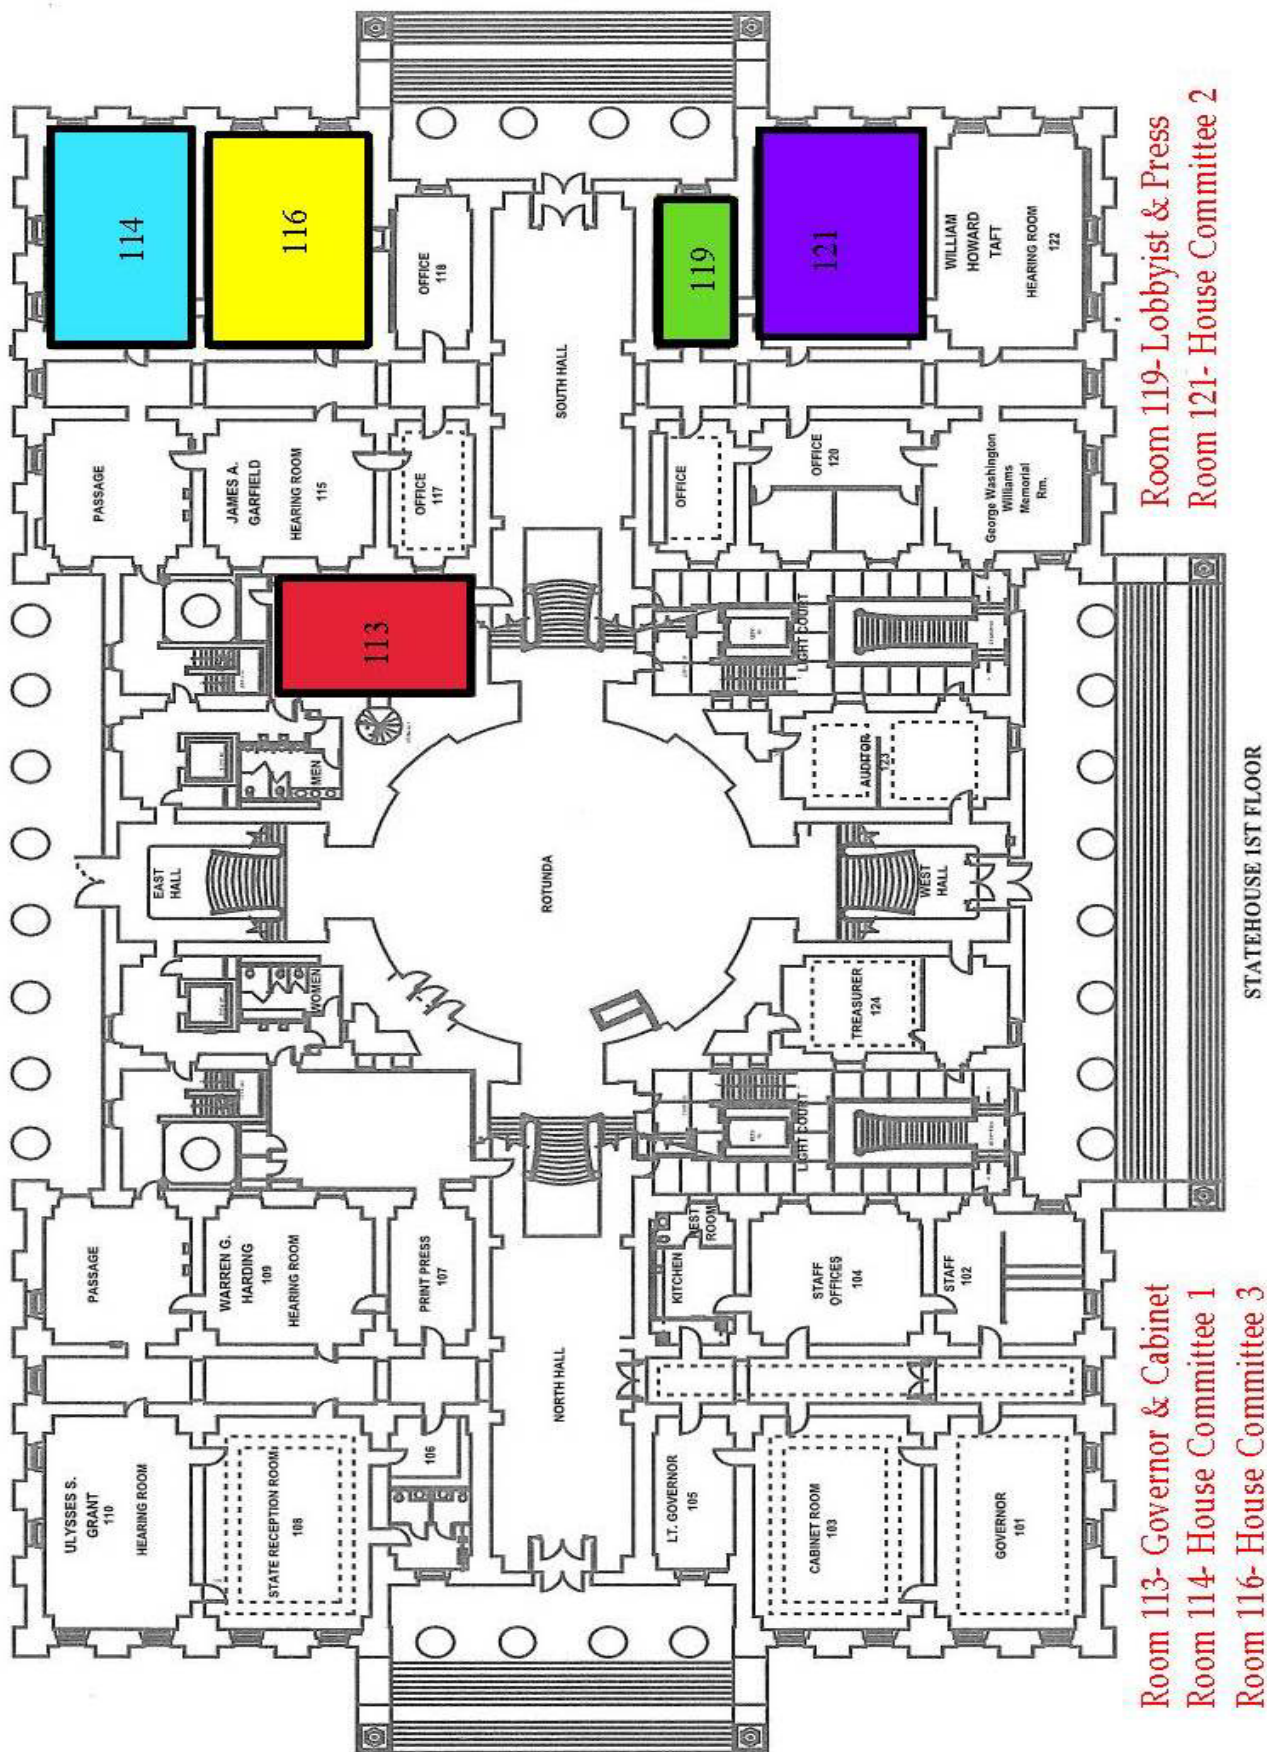 ULYSSES S.
GRANT
110
HEARING ROOM
PASSAGE
EAST
HALL
PASSAGE
114
WARREN G.
HARDING
109
HEARING ROOM
STATE RECEPTION ROOM
108
WOMEN
MEN
JAMES A.
GARFIELD
HEARING ROOM
115
116
113
106
PRINT PRESS
107
OFFICE
117
OFFICE
118
NORTH HALL
ROTUNDA
SOUTH HALL
LT. GOVERNOR
105
KITCHEN
REST
ROOM
OFFICE
119
LIGHT COURT
LIGHT COURT
CABINET ROOM
103
STAFF
OFFICES
104
TREASURER
124
AUDITOR
123
OFFICE
120
121
GOVERNOR
101
STAFF
102
WEST
HALL
George Washington
Williams
Memorial
Rm.
WILLIAM
HOWARD
TAFT
HEARING ROOM
122
Room 113- Governor & Cabinet
Room 114- House Committee 1
Room 116- House Committee 3
STATEHOUSE 1ST FLOOR
Room 119- Lobbyist & Press
Room 121- House Committee 2